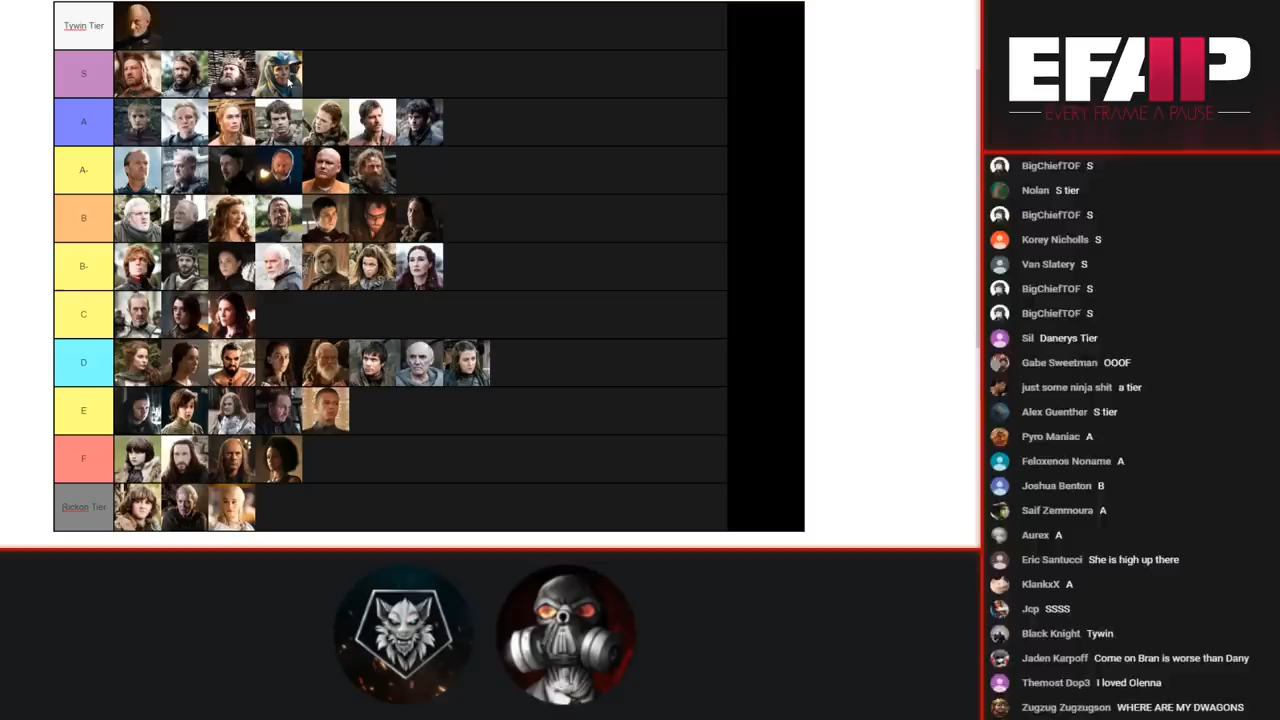 Tywin Tier
S
A
A-
B
B-
C
D
E
F
Rickon Tier
EFAP
EVERY FRAME A PAUSE
BigChiefTOF S
Nolan S tier
BigChiefTOF S
Korey Nicholls S
Van Slatery S
BigChiefTOF S
BigChiefTOF S
Sil Danerys Tier
Gabe Sweetman OOOF
just some ninja shit a tier
Alex Guenther S tier
Pyro Maniac A
Feloxenos Noname A
Joshua Benton B
Saif Zemmoura A
Aurex A
Eric Santucci She is high up there
KlankxX A
Jcp SSSS
Black Knight Tywin
Jaden Karpoff Come on Bran is worse than Dany
Themost Dop3 I loved Olenna
Zugzug Zugzugson WHERE ARE MY DWAGONS